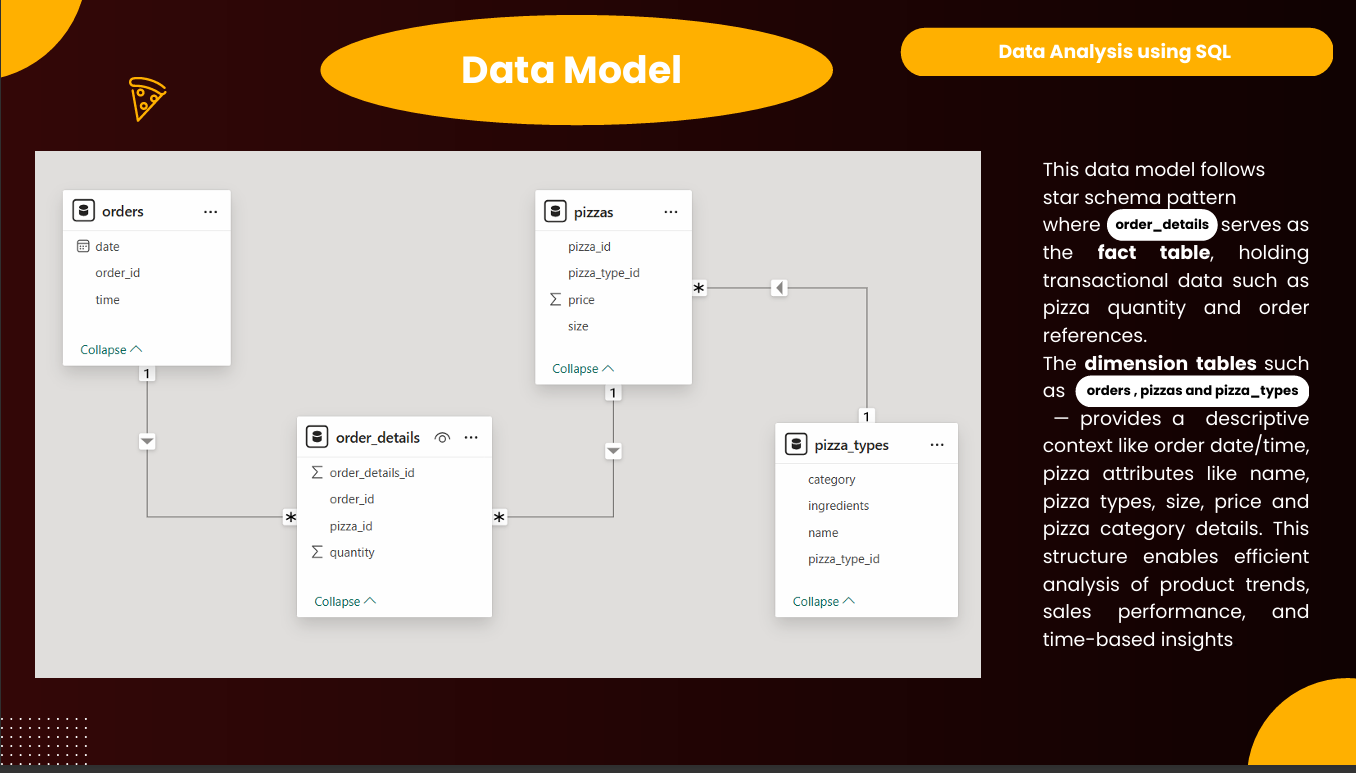 Data Model
Data Analysis using SQL
orders
date
order_id
time
Collapse
1
*
order_details
order_details_id
order_id
pizza_id
quantity
Collapse
*
1
pizzas
pizza_id
pizza_type_id
price
size
Collapse
*
1
pizza_types
category
ingredients
name
pizza_type_id
Collapse
This data model follows
star schema pattern
where order_details serves as
the fact table, holding
transactional data such as
pizza quantity and order
references.
The dimension tables such
as orders , pizzas and pizza_types
– provides a descriptive
context like order date/time,
pizza attributes like name,
pizza types, size, price and
pizza category details. This
structure enables efficient
analysis of product trends,
sales performance, and
time-based insights